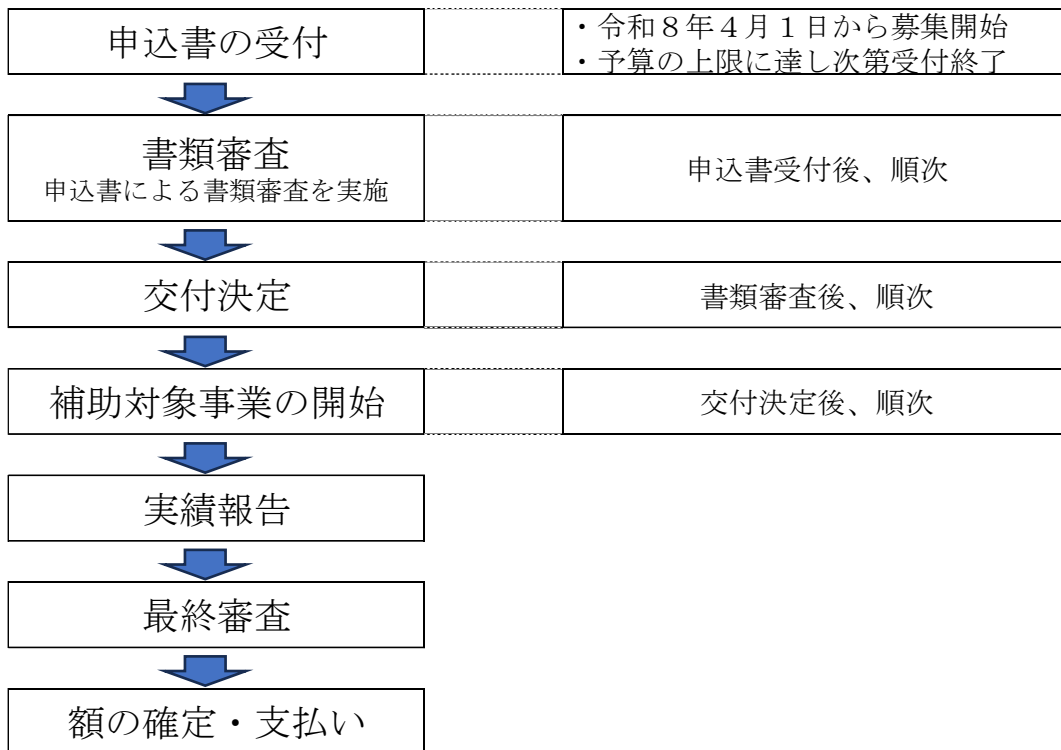 申込書の受付
・令和８年４月１日から募集開始
・予算の上限に達し次第受付終了
書類審査
申込書による書類審査を実施
申込書受付後、順次
交付決定
書類審査後、順次
補助対象事業の開始
交付決定後、順次
実績報告
最終審査
額の確定・支払い